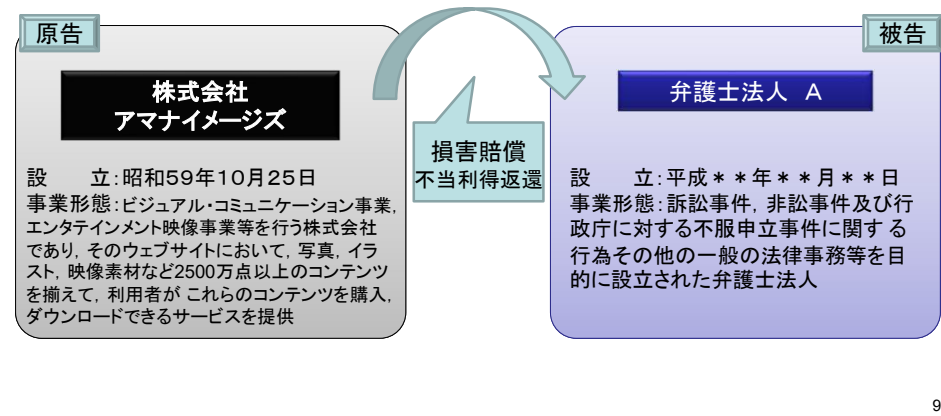 原告
株式会社
アマナイメージズ
設　　立:昭和59年10月25日
事業形態:ビジュアル・コミュニケーション事業,
エンタテインメント映像事業等を行う株式会社
であり, そのウェブサイトにおいて, 写真, イラ
スト, 映像素材など2500万点以上のコンテンツ
を揃えて, 利用者が これらのコンテンツを購入,
ダウンロードできるサービスを提供
損害賠償
不当利得返還
被告
弁護士法人　A
設　　立:平成＊＊年＊＊月＊＊日
事業形態:訴訟事件, 非訟事件及び行
政庁に対する不服申立事件に関する
行為その他の一般の法律事務等を目
的に設立された弁護士法人
9